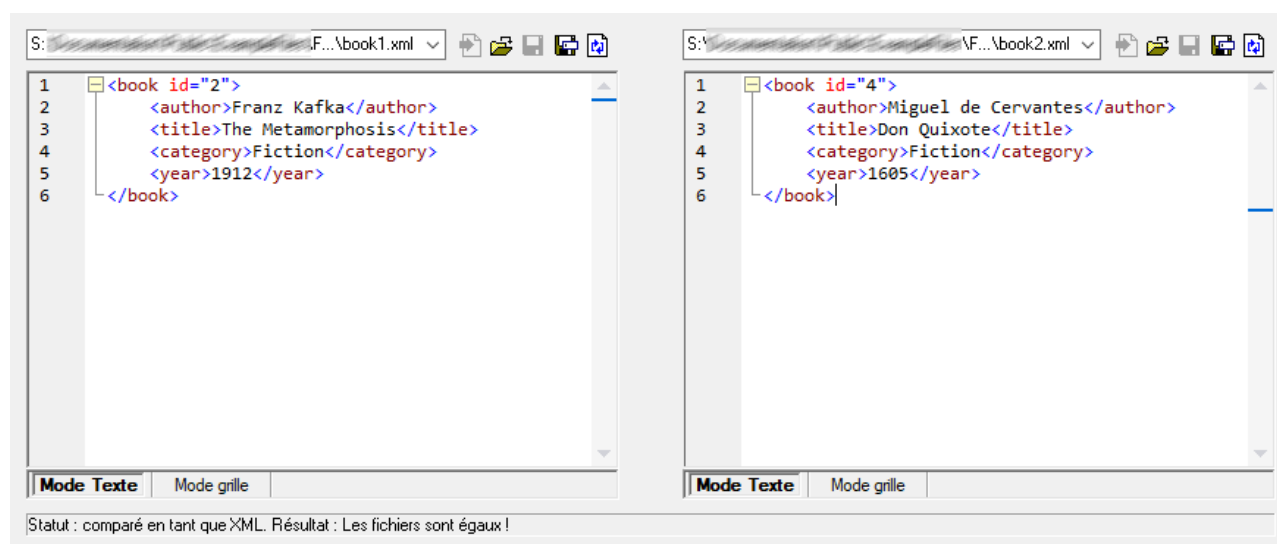 S: F...\book1.xml
1 <book id="2">
2 <author>Franz Kafka</author>
3 <title>The Metamorphosis</title>
4 <category>Fiction</category>
5 <year>1912</year>
6 </book>
Mode Texte Mode grille
S:\ \F...\book2.xml
1 <book id="4">
2 <author>Miguel de Cervantes</author>
3 <title>Don Quixote</title>
4 <category>Fiction</category>
5 <year>1605</year>
6 </book>
Mode Texte Mode grille
Statut : comparé en tant que XML. Résultat : Les fichiers sont égaux !